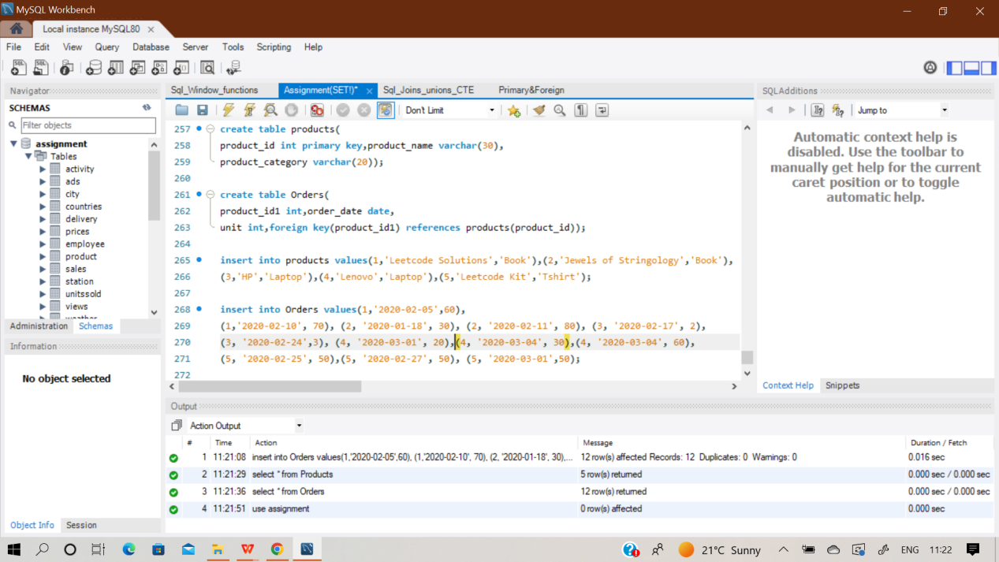 MySQL Workbench
Local instance MySQL80
File Edit View Query Database Server Tools Scripting Help
Navigator
SCHEMAS
Filter objects
assignment
Tables
activity
ads
city
countries
delivery
prices
employee
product
sales
station
unitssold
views
Administration Schemas
Information
No object selected
Object Info Session
Sql_Window_functions Assignment(SET!)* Sql_Joins_unions_CTE Primary&Foreign
Don't Limit
257 create table products(
258 product_id int primary key,product_name varchar(30),
259 product_category varchar(20));
260
261 create table Orders(
262 product_id1 int,order_date date,
263 unit int,foreign key(product_id1) references products(product_id));
264
265 insert into products values(1,'Leetcode Solutions','Book'),(2,'Jewels of Stringology','Book'),
266 (3,'HP','Laptop'),(4,'Lenovo','Laptop'),(5,'Leetcode Kit','Tshirt');
267
268 insert into Orders values(1,'2020-02-05',60),
269 (1,'2020-02-10', 70), (2, '2020-01-18', 30), (2, '2020-02-11', 80), (3, '2020-02-17', 2),
270 (3, '2020-02-24',3), (4, '2020-03-01', 20),(4, '2020-03-04', 30),(4, '2020-03-04', 60),
271 (5, '2020-02-25', 50),(5, '2020-02-27', 50), (5, '2020-03-01',50);
272
SQLAdditions
Jump to
Automatic context help is
disabled. Use the toolbar to
manually get help for the current
caret position or to toggle
automatic help.
Context Help Snippets
Output
Action Output
# Time Action Message Duration / Fetch
1 11:21:08 insert into Orders values(1,'2020-02-05',60), (1,'2020-02-10', 70), (2, '2020-01-18', 30),... 12 row(s) affected Records: 12 Duplicates: 0 Warnings: 0 0.016 sec
2 11:21:29 select * from Products 5 row(s) returned 0.000 sec / 0.000 sec
3 11:21:36 select * from Orders 12 row(s) returned 0.000 sec / 0.000 sec
4 11:21:51 use assignment 0 row(s) affected 0.000 sec
21°C Sunny ENG 11:22